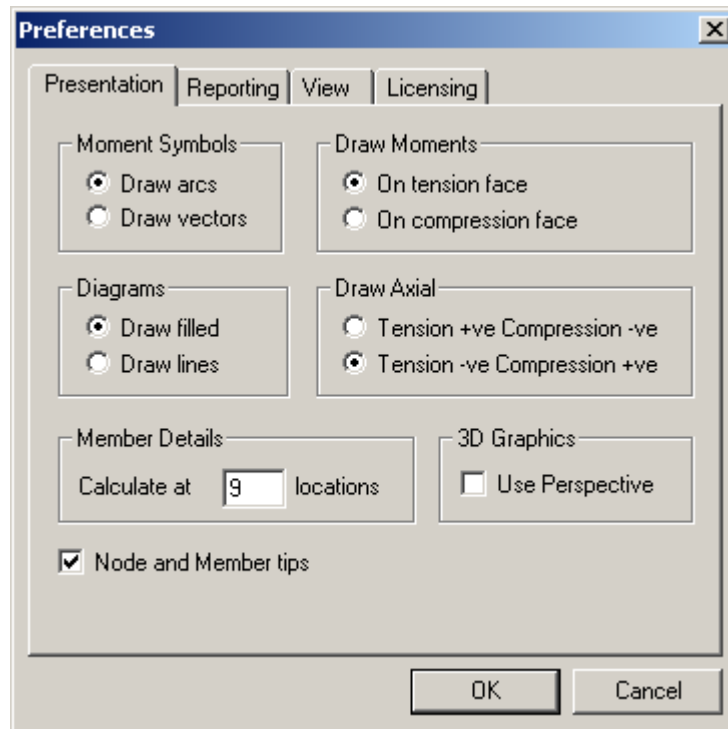 Preferences
Presentation Reporting View Licensing
Moment Symbols
Draw arcs
Draw vectors
Draw Moments
On tension face
On compression face
Diagrams
Draw filled
Draw lines
Draw Axial
Tension +ve Compression -ve
Tension -ve Compression +ve
Member Details
Calculate at 9 locations
3D Graphics
Use Perspective
Node and Member tips
OK Cancel